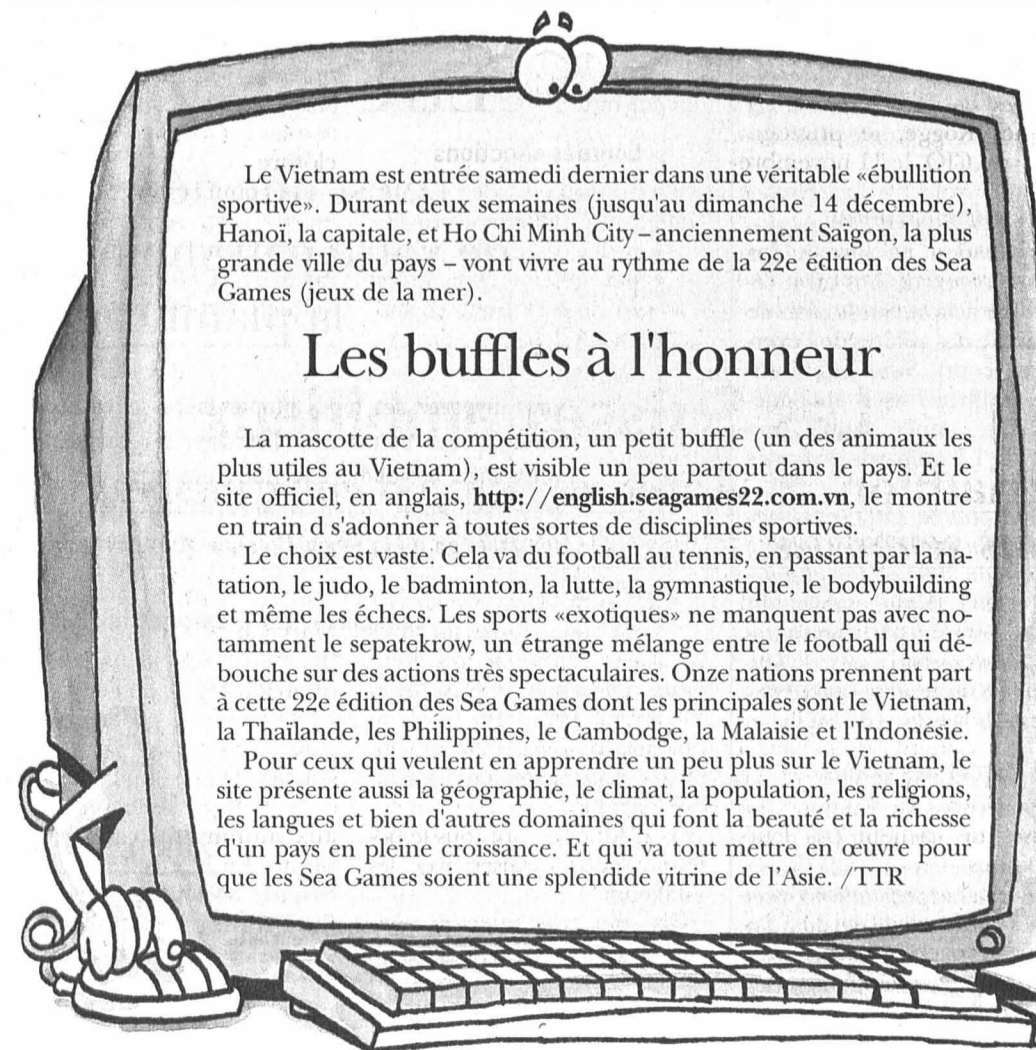 Le Vietnam est entrée samedi dernier dans une véritable «ébullition
sportive». Durant deux semaines (jusqu'au dimanche 14 décembre),
Hanoï, la capitale, et Ho Chi Minh City – anciennement Saïgon, la plus
grande ville du pays – vont vivre au rythme de la 22e édition des Sea
Games (jeux de la mer).
Les buffles à l'honneur
La mascotte de la compétition, un petit buffle (un des animaux les
plus utiles au Vietnam), est visible un peu partout dans le pays. Et le
site officiel, en anglais, http://english.seagames22.com.vn, le montre
en train d s'adonner à toutes sortes de disciplines sportives.
Le choix est vaste. Cela va du football au tennis, en passant par la na-
tation, le judo, le badminton, la lutte, la gymnastique, le bodybuilding
et même les échecs. Les sports «exotiques» ne manquent pas avec no-
tamment le sepatekrow, un étrange mélange entre le football qui dé-
bouche sur des actions très spectaculaires. Onze nations prennent part
à cette 22e édition des Sea Games dont les principales sont le Vietnam,
la Thaïlande, les Philippines, le Cambodge, la Malaisie et l'Indonésie.
Pour ceux qui veulent en apprendre un peu plus sur le Vietnam, le
site présente aussi la géographie, le climat, la population, les religions,
les langues et bien d'autres domaines qui font la beauté et la richesse
d'un pays en pleine croissance. Et qui va tout mettre en œuvre pour
que les Sea Games soient une splendide vitrine de l'Asie /TTR